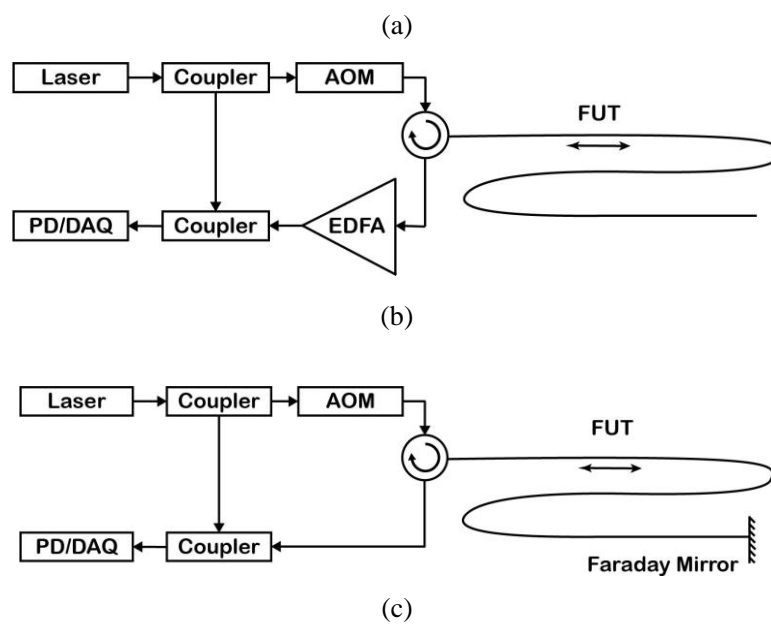 (a)
Laser
Coupler
AOM
FUT
PD/DAQ
Coupler
EDFA
(b)
Laser
Coupler
AOM
FUT
PD/DAQ
Coupler
Faraday Mirror
(c)